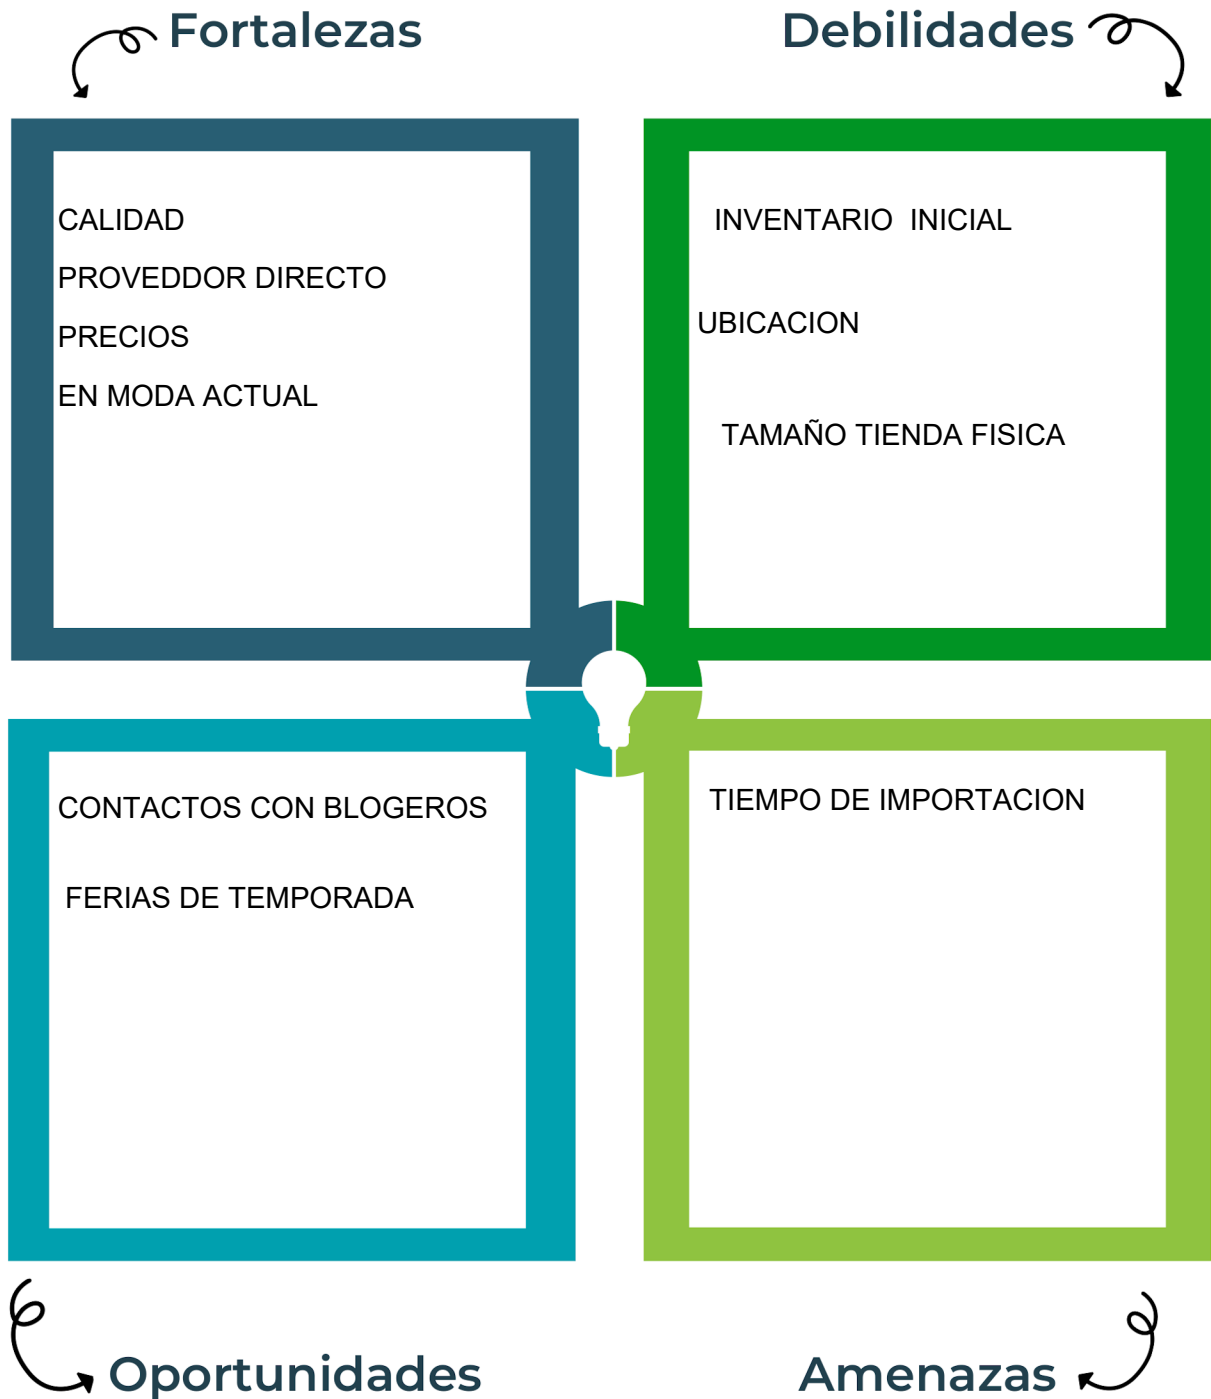 Fortalezas
CALIDAD
PROVEDDOR DIRECTO
PRECIOS
EN MODA ACTUAL
Debilidades
INVENTARIO INICIAL
UBICACION
TAMAÑO TIENDA FISICA
CONTACTOS CON BLOGEROS
FERIAS DE TEMPORADA
Oportunidades
TIEMPO DE IMPORTACION
Amenazas